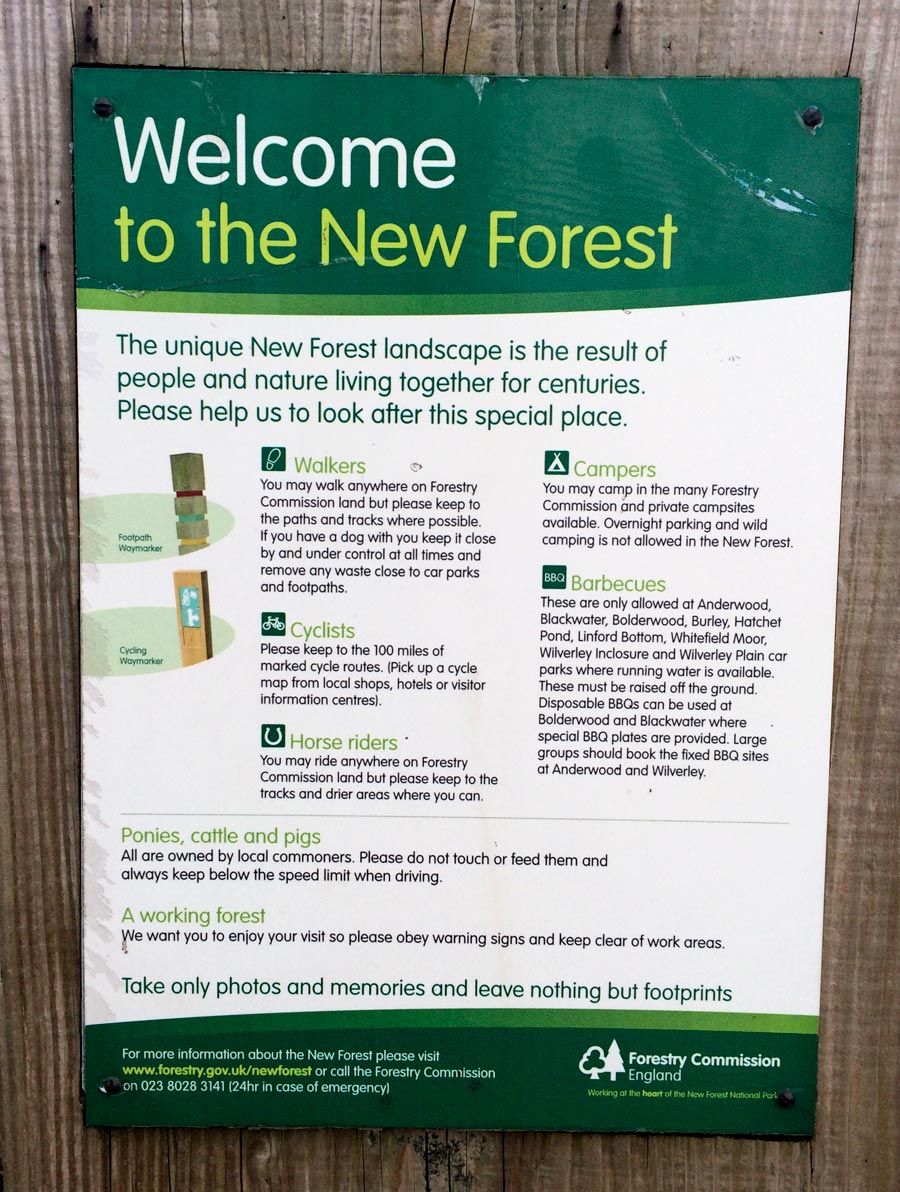 Welcome
to the New Forest
The unique New Forest landscape is the result of
people and nature living together for centuries.
Please help us to look after this special place.
Footpath
Waymarker
Cycling
Waymarker
Walkers
You may walk anywhere on Forestry
Commission land but please keep to
the paths and tracks where possible.
If you have a dog with you keep it close
by and under control at all times and
remove any waste close to car parks
and footpaths.
Cyclists
Please keep to the 100 miles of
marked cycle routes. (Pick up a cycle
map from local shops, hotels or visitor
information centres).
Horse riders
You may ride anywhere on Forestry
Commission land but please keep to the
tracks and drier areas where you can.
Campers
You may camp in the many Forestry
Commission and private campsites
available. Overnight parking and wild
camping is not allowed in the New Forest.
BBQ Barbecues
These are only allowed at Anderwood,
Blackwater, Bolderwood, Burley, Hatchet
Pond, Linford Bottom, Whitefield Moor,
Wilverley Inclosure and Wilverley Plain car
parks where running water is available.
These must be raised off the ground.
Disposable BBQs can be used at
Bolderwood and Blackwater where
special BBQ plates are provided. Large
groups should book the fixed BBQ sites
at Anderwood and Wilverley.
Ponies, cattle and pigs
All are owned by local commoners. Please do not touch or feed them and
always keep below the speed limit when driving.
A working forest
We want you to enjoy your visit so please obey warning signs and keep clear of work areas.
Take only photos and memories and leave nothing but footprints
For more information about the New Forest please visit
www.forestry.gov.uk/newforest or call the Forestry Commission
on 023 8028 3141 (24hr in case of emergency)
Forestry Commission
England
Working at the heart of the New Forest National Park